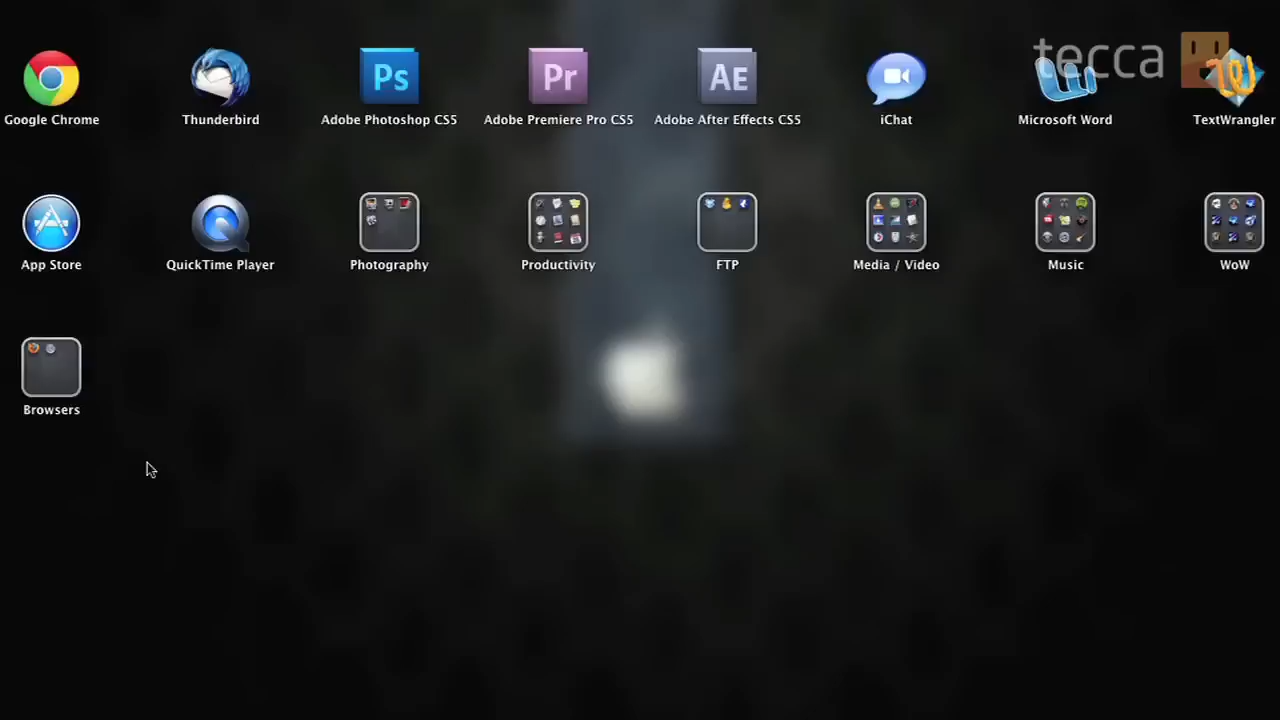 tecca
Ps
Pr
AE
Google Chrome
Thunderbird
Adobe Photoshop CS5
Adobe Premiere Pro CS5
Adobe After Effects CS5
iChat
Microsoft Word
TextWrangler
App Store
QuickTime Player
Photography
Productivity
FTP
Media / Video
Music
WoW
Browsers